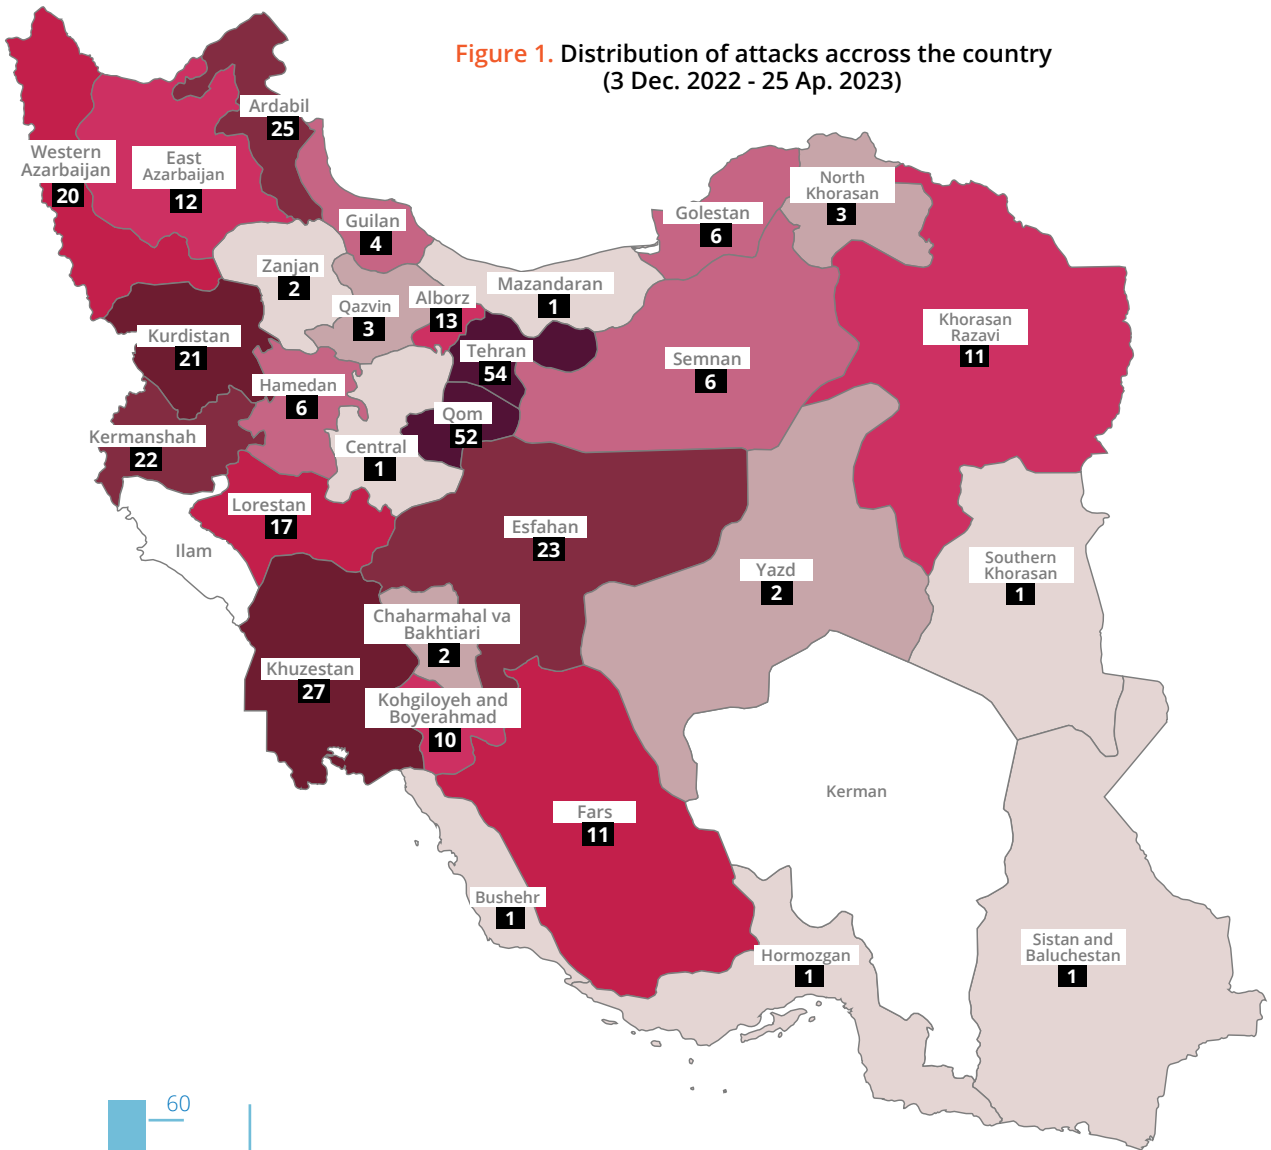 Figure 1. Distribution of attacks accross the country
(3 Dec. 2022 - 25 Ap. 2023)
Ardabil
25
Western
Azarbaijan
20
East
Azarbaijan
12
Guilan
4
Golestan
6
North
Khorasan
3
Zanjan
2
Mazandaran
1
Qazvin
3
Alborz
13
Khorasan
Razavi
11
Kurdistan
21
Tehran
54
Semnan
6
Hamedan
6
Qom
52
Kermanshah
22
Central
1
Lorestan
17
Esfahan
23
Ilam
Southern
Khorasan
1
Yazd
2
Chaharmahal va
Bakhtiari
2
Khuzestan
27
Kohgiloyeh and
Boyerahmad
10
Kerman
Fars
11
Bushehr
1
Hormozgan
1
Sistan and
Baluchestan
1
60